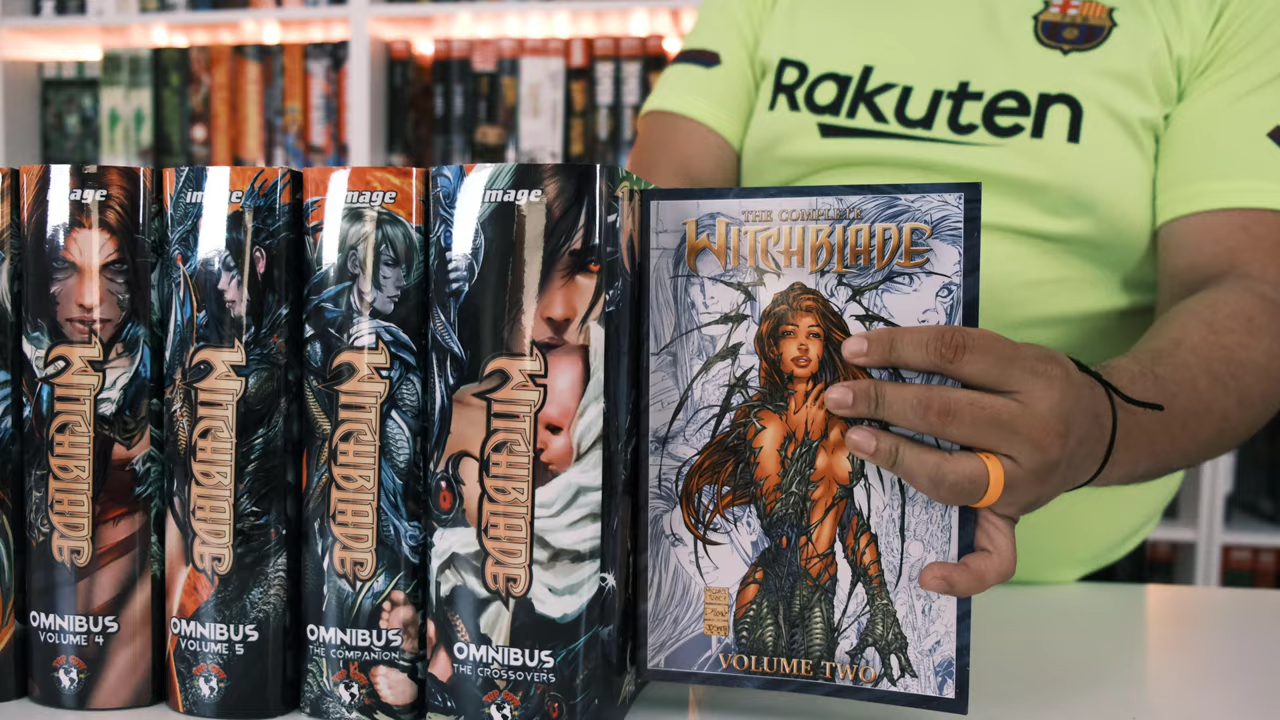 Rakuten
image
WITCHBLADE
OMNIBUS
VOLUME 4
image
WITCHBLADE
OMNIBUS
VOLUME 5
image
WITCHBLADE
OMNIBUS
THE COMPANION
image
WITCHBLADE
OMNIBUS
THE CROSSOVERS
THE COMPLETE
WITCHBLADE
VOLUME TWO